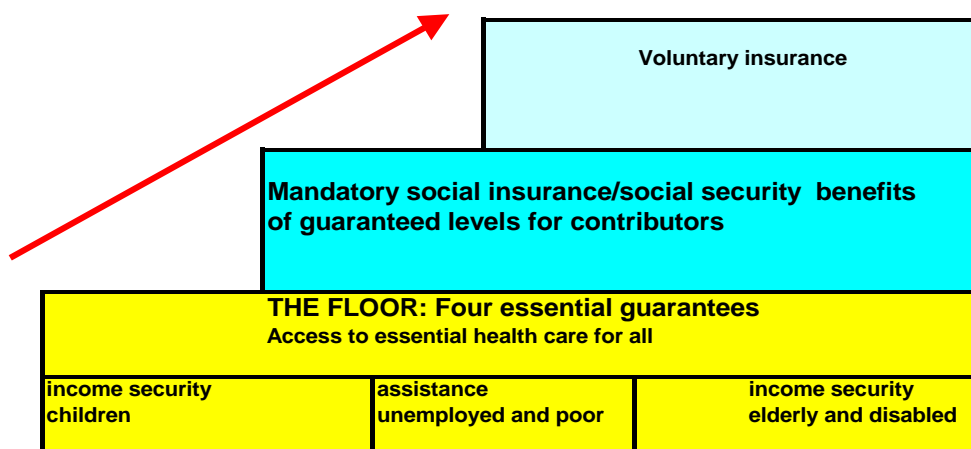 Voluntary insurance
Mandatory social insurance/social security benefits
of guaranteed levels for contributors
THE FLOOR: Four essential guarantees
Access to essential health care for all
income security
children
assistance
unemployed and poor
income security
elderly and disabled